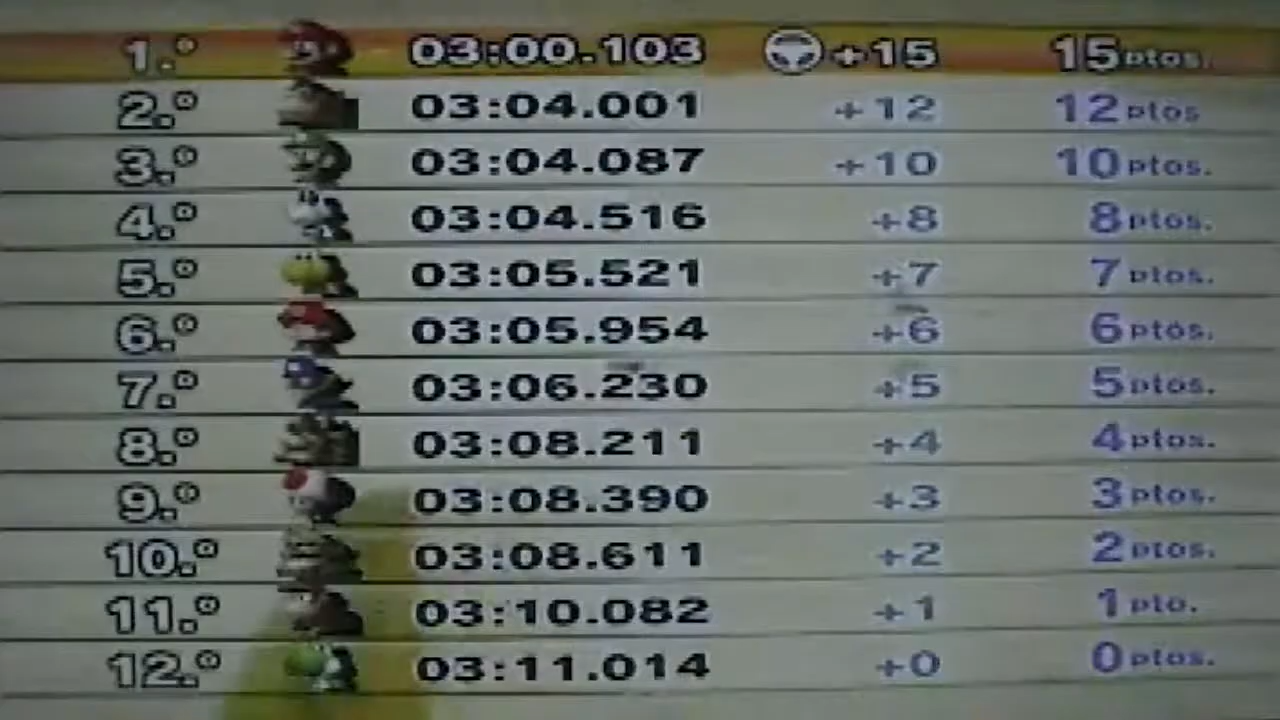 1.º 03:00.103 +15 15ptos.
2.º 03:04.001 +12 12ptos
3.º 03:04.087 +10 10ptos.
4.º 03:04.516 +8 8ptos.
5.º 03:05.521 +7 7ptos.
6.º 03:05.954 +6 6ptos.
7.º 03:06.230 +5 5ptos.
8.º 03:08.211 +4 4ptos.
9.º 03:08.390 +3 3ptos.
10.º 03:08.611 +2 2ptos.
11.º 03:10.082 +1 1pto.
12.º 03:11.014 +0 0ptos.